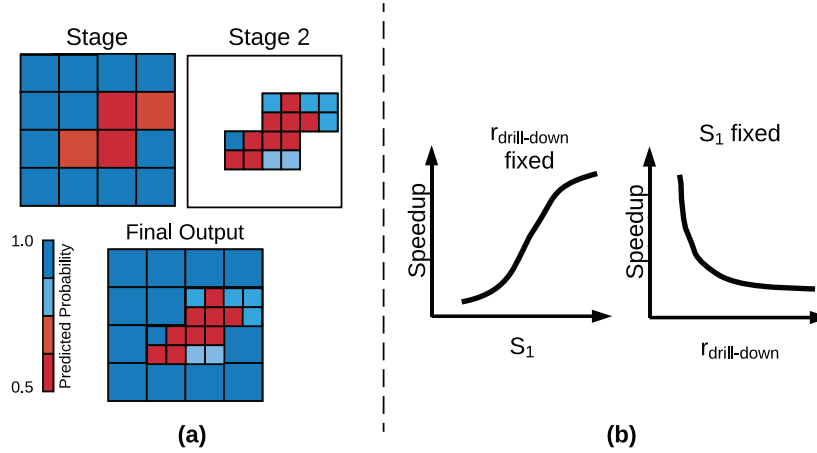 Stage
Stage 2
Final Output
1.0
0.5
Predicted Probability
(a)
r_drill-down
fixed
Speedup
S_1
S_1 fixed
Speedup
r_drill-down
(b)